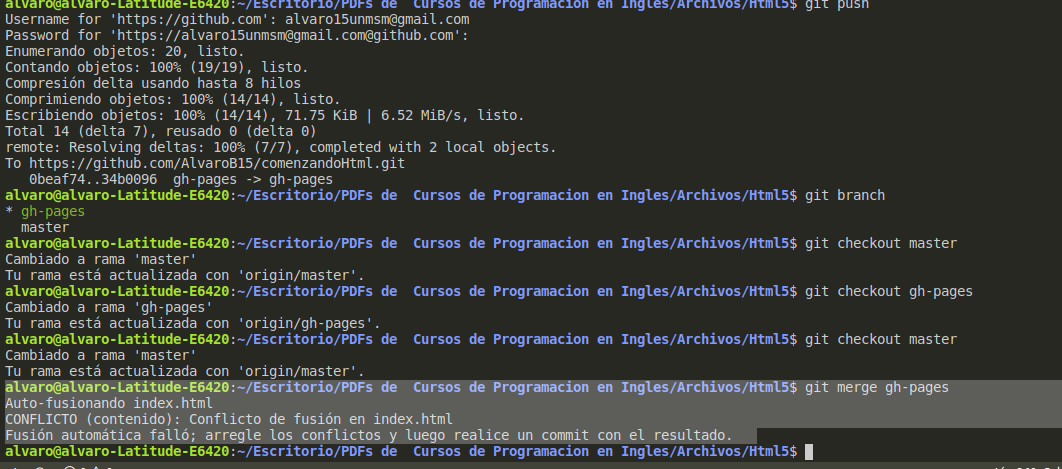 alvaro@alvaro-Latitude-E6420:~/Escritorio/PDFs de  Cursos de Programacion en Ingles/Archivos/Html5$ git push
Username for 'https://github.com': alvaro15unmsm@gmail.com
Password for 'https://alvaro15unmsm@gmail.com@github.com':
Enumerando objetos: 20, listo.
Contando objetos: 100% (19/19), listo.
Compresión delta usando hasta 8 hilos
Comprimiendo objetos: 100% (14/14), listo.
Escribiendo objetos: 100% (14/14), 71.75 KiB | 6.52 MiB/s, listo.
Total 14 (delta 7), reusado 0 (delta 0)
remote: Resolving deltas: 100% (7/7), completed with 2 local objects.
To https://github.com/AlvaroB15/comenzandoHtml.git
   0beaf74..34b0096  gh-pages -> gh-pages
alvaro@alvaro-Latitude-E6420:~/Escritorio/PDFs de  Cursos de Programacion en Ingles/Archivos/Html5$ git branch
* gh-pages
  master
alvaro@alvaro-Latitude-E6420:~/Escritorio/PDFs de  Cursos de Programacion en Ingles/Archivos/Html5$ git checkout master
Cambiado a rama 'master'
Tu rama está actualizada con 'origin/master'.
alvaro@alvaro-Latitude-E6420:~/Escritorio/PDFs de  Cursos de Programacion en Ingles/Archivos/Html5$ git checkout gh-pages
Cambiado a rama 'gh-pages'
Tu rama está actualizada con 'origin/gh-pages'.
alvaro@alvaro-Latitude-E6420:~/Escritorio/PDFs de  Cursos de Programacion en Ingles/Archivos/Html5$ git checkout master
Cambiado a rama 'master'
Tu rama está actualizada con 'origin/master'.
alvaro@alvaro-Latitude-E6420:~/Escritorio/PDFs de  Cursos de Programacion en Ingles/Archivos/Html5$ git merge gh-pages
Auto-fusionando index.html
CONFLICTO (contenido): Conflicto de fusión en index.html
Fusión automática falló; arregle los conflictos y luego realice un commit con el resultado.
alvaro@alvaro-Latitude-E6420:~/Escritorio/PDFs de  Cursos de Programacion en Ingles/Archivos/Html5$